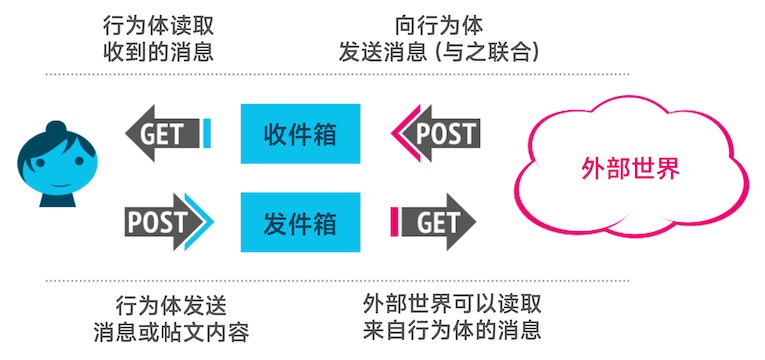 行为体读取
收到的消息
向行为体
发送消息 (与之联合)
GET
收件箱
POST
外部世界
POST
发件箱
GET
行为体发送
消息或帖文内容
外部世界可以读取
来自行为体的消息